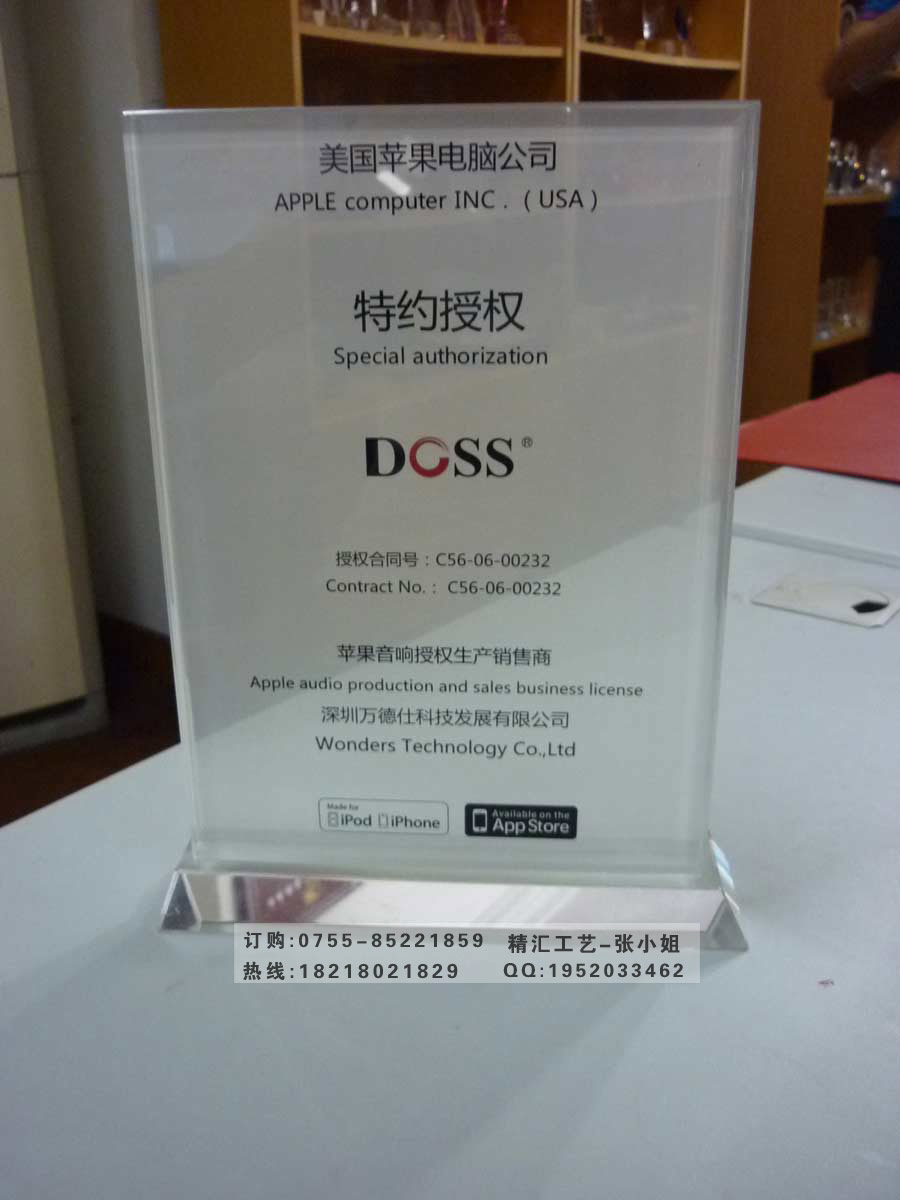 美国苹果电脑公司
APPLE computer INC．（USA）
特约授权
Special authorization
DOSS®
授权合同号：C56-06-00232
Contract No.： C56-06-00232
苹果音响授权生产销售商
Apple audio production and sales business license
深圳万德仕科技发展有限公司
Wonders Technology Co.,Ltd
Made for
iPod iPhone
Available on the
App Store
订购:0755-85221859 精汇工艺-张小姐
热线:18218021829 QQ:1952033462